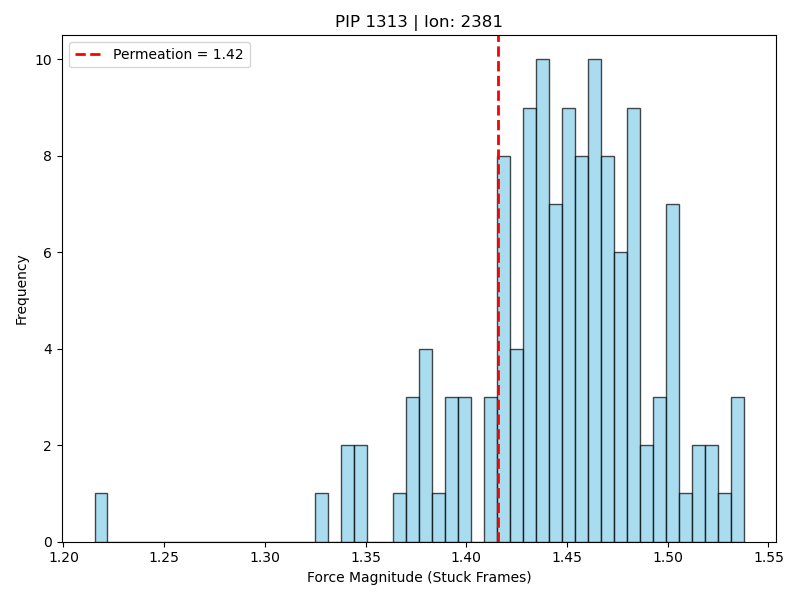 PIP 1313 | Ion: 2381
Permeation = 1.42
10
8
6
4
2
0
Frequency
1.20 1.25 1.30 1.35 1.40 1.45 1.50 1.55
Force Magnitude (Stuck Frames)